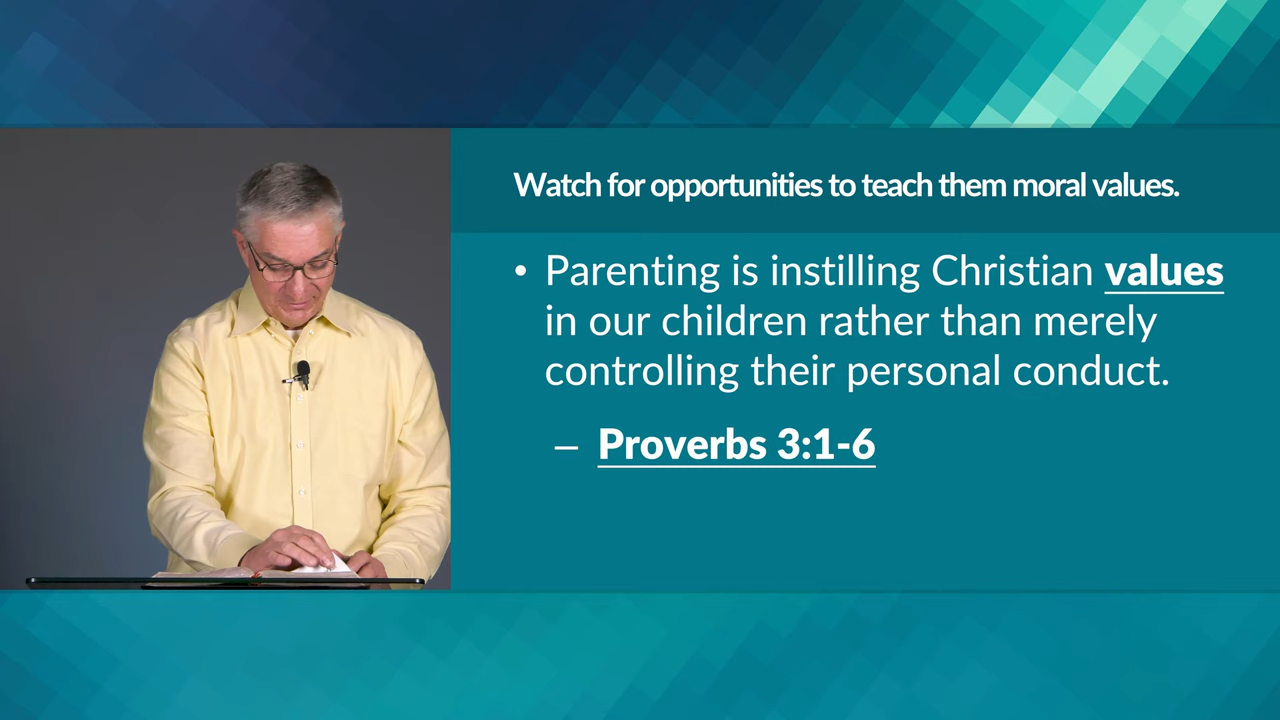 Watch for opportunities to teach them moral values.
• Parenting is instilling Christian values
in our children rather than merely
controlling their personal conduct.
– Proverbs 3:1-6